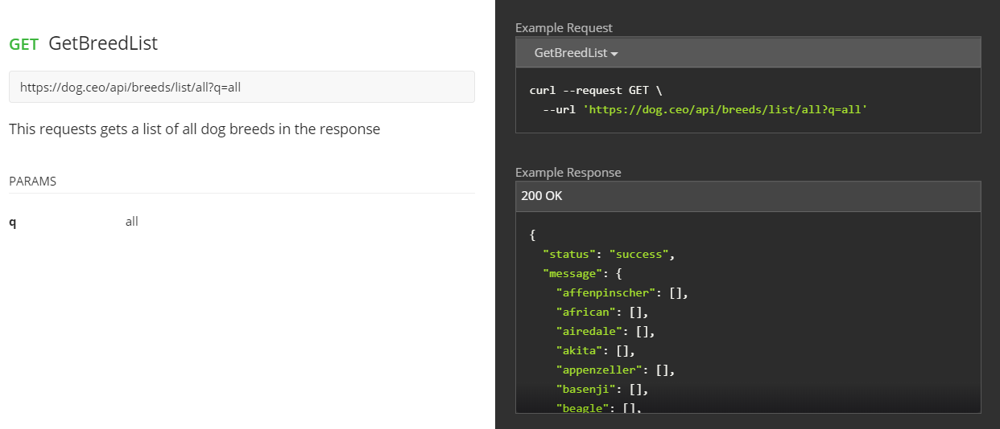 GET GetBreedList
https://dog.ceo/api/breeds/list/all?q=all
This requests gets a list of all dog breeds in the response
PARAMS
q all
Example Request
GetBreedList
curl --request GET \
  --url 'https://dog.ceo/api/breeds/list/all?q=all'
Example Response
200 OK
{
  "status": "success",
  "message": {
    "affenpinscher": [],
    "african": [],
    "airedale": [],
    "akita": [],
    "appenzeller": [],
    "basenji": [],
    "beagle": [],